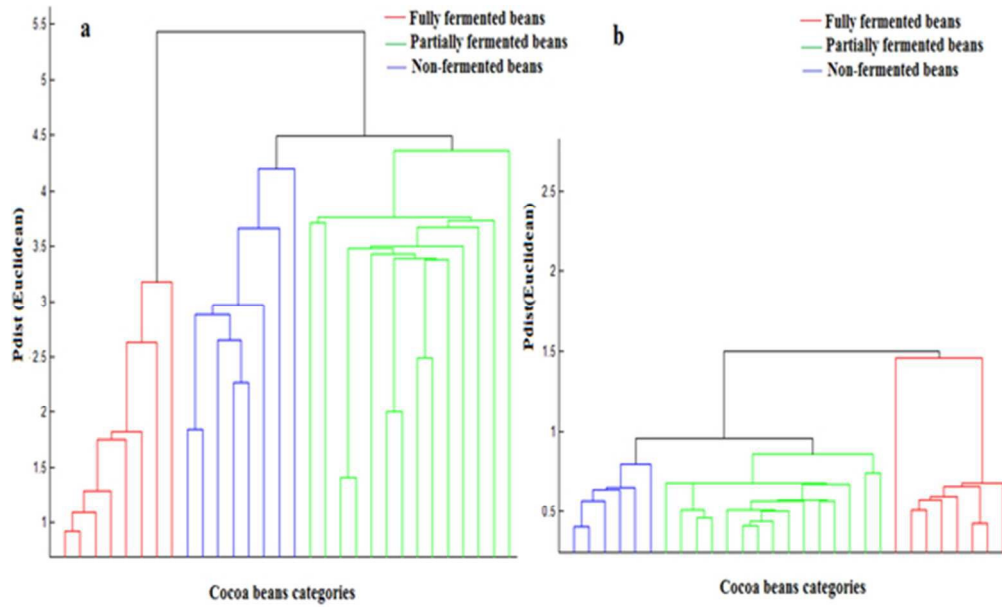 a
Fully fermented beans
Partially fermented beans
Non-fermented beans
5.5
5
4.5
4
3.5
3
2.5
2
1.5
1
Pdist (Euclidean)
Cocoa beans categories
b
Fully fermented beans
Partially fermented beans
Non-fermented beans
2.5
2
1.5
1
0.5
Pdist(Euclidean)
Cocoa beans categories